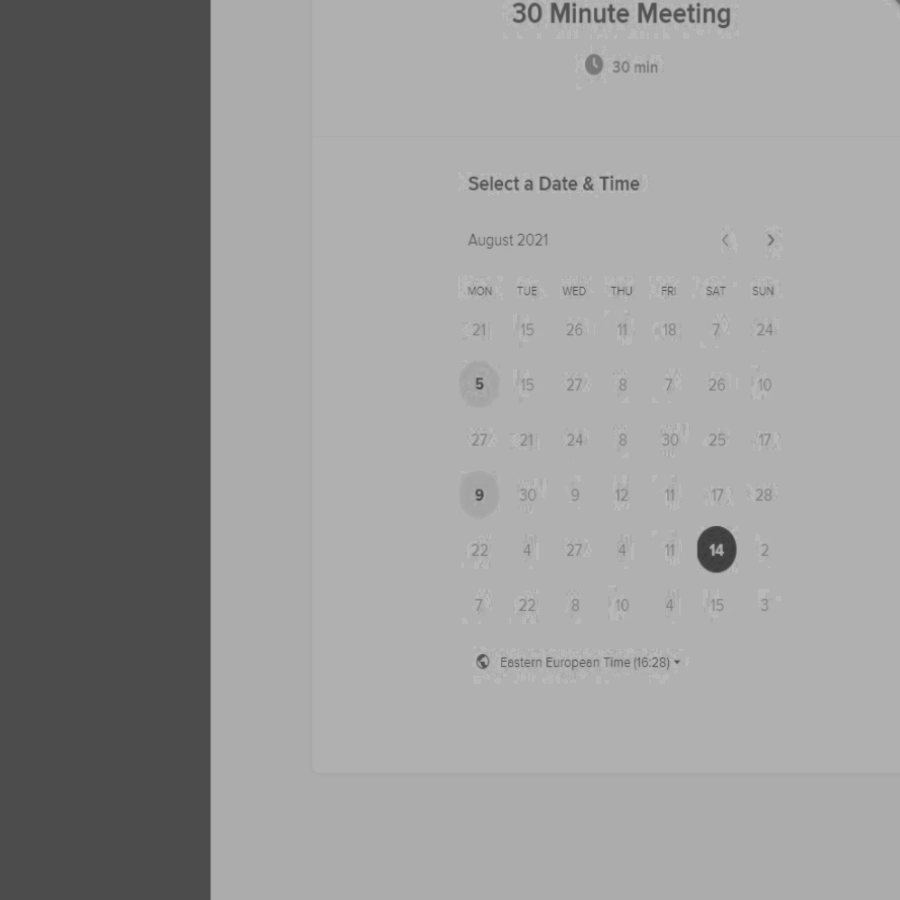 30 Minute Meeting
30 min
Select a Date & Time
August 2021
MON TUE WED THU FRI SAT SUN
21 15 26 11 18 7 24
5 15 27 8 7 26 10
27 21 24 8 30 25 17
9 30 9 12 11 17 28
22 4 27 4 11 14 2
7 22 8 10 4 15 3
Eastern European Time (16:28)